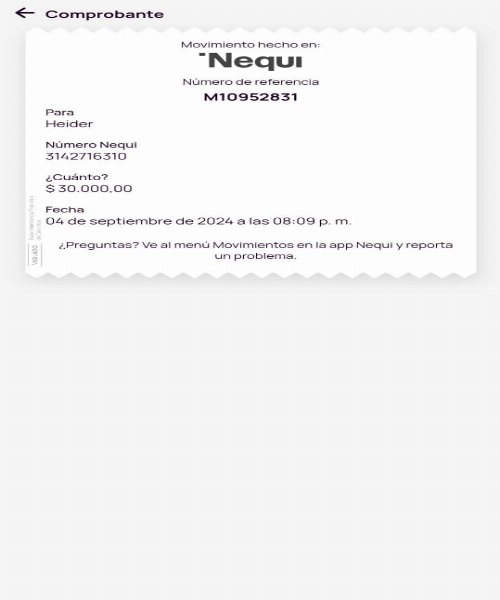 Comprobante
Movimiento hecho en:
Nequi
Número de referencia
M10952831
Para
Heider
Número Nequi
3142716310
¿Cuánto?
$ 30.000,00
Fecha
04 de septiembre de 2024 a las 08:09 p. m.
¿Preguntas? Ve al menú Movimientos en la app Nequi y reporta
un problema.
VIGILADO